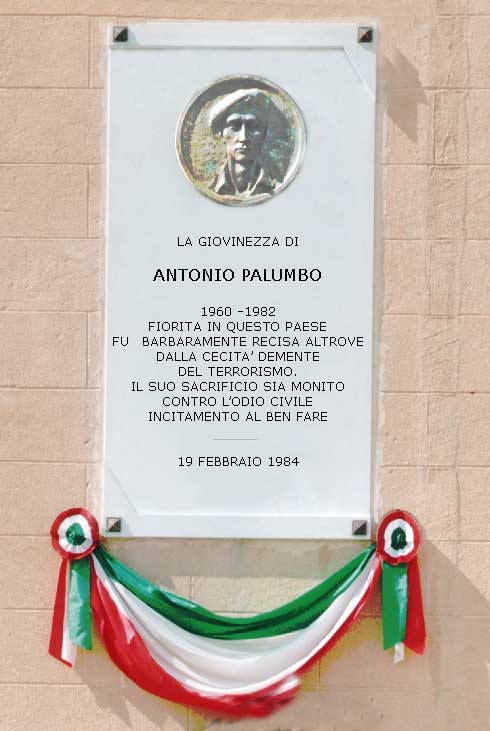 LA GIOVINEZZA DI
ANTONIO PALUMBO
1960 -1982
FIORITA IN QUESTO PAESE
FU BARBARAMENTE RECISA ALTROVE
DALLA CECITA' DEMENTE
DEL TERRORISMO.
IL SUO SACRIFICIO SIA MONITO
CONTRO L'ODIO CIVILE
INCITAMENTO AL BEN FARE
19 FEBBRAIO 1984